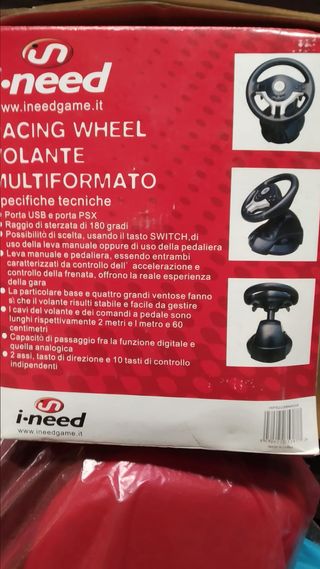 i·need
ww.ineedgame.it
ACING WHEEL
VOLANTE
MULTIFORMATO
pecifiche tecniche
Porta USB e porta PSX
Raggio di sterzata di 180 gradi
Possibilitò di scelta, usando il tasto SWITCH,di
uso della leva manuale oppure di uso della pedaliera
Leva manuale e pedaliera, essendo entrambi
caratterizzati da controllo dell' accelerazione e
controllo della frenata, offrono la reale esperienza
della gara
La particolare base e quattro grandi ventose fanno
sì che il volante risulti stabile e facile da gestire
I cavi del volante e dei comandi a pedale sono
lunghi rispettivamente 2 metri e I metro e 60
centimetri
Capacitò di passaggio fra la funzione digitale e
quella analogica
2 assi, tasto di direzione e 10 tasti di controllo
indipendenti
i·need
www.ineedgame.it